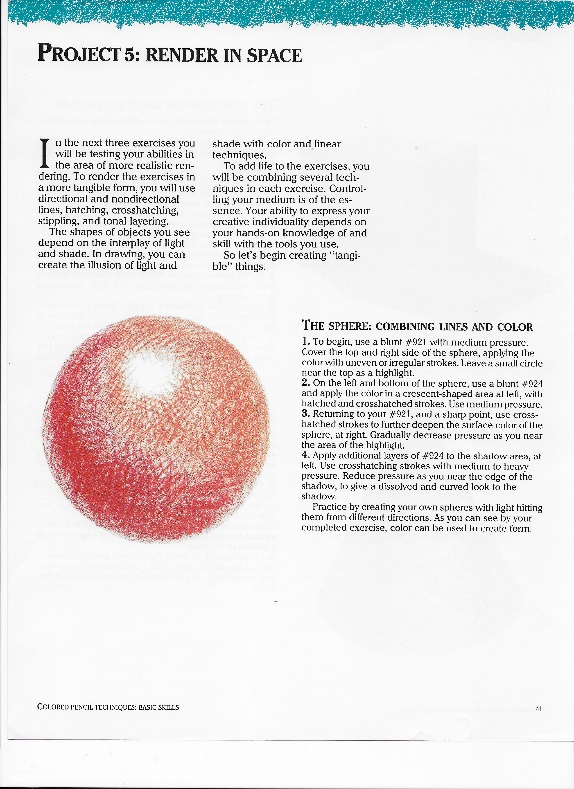 PROJECT 5: RENDER IN SPACE
In the next three exercises you
will be testing your abilities in
the area of more realistic ren-
dering. To render the exercises in
a more tangible form, you will use
directional and nondirectional
lines, hatching, crosshatching,
stippling, and tonal layering.
The shapes of objects you see
depend on the interplay of light
and shade. In drawing, you can
create the illusion of light and
shade with color and linear
techniques.
To add life to the exercises, you
will be combining several tech-
niques in each exercise. Control-
ling your medium is of the es-
sence. Your ability to express your
creative individuality depends on
your hands-on knowledge of and
skill with the tools you use.
So let's begin creating "tangi-
ble" things.
THE SPHERE: COMBINING LINES AND COLOR
1. To begin, use a blunt #921 with medium pressure.
Cover the top and right side of the sphere, applying the
color with uneven or irregular strokes. Leave a small circle
near the top as a highlight.
2. On the left and bottom of the sphere, use a blunt #924
and apply the color in a crescent-shaped area at left, with
hatched and crosshatched strokes. Use medium pressure.
3. Returning to your #921, and a sharp point, use cross-
hatched strokes to further deepen the surface color of the
sphere, at right. Gradually decrease pressure as you near
the area of the highlight.
4. Apply additional layers of #924 to the shadow area, at
left. Use crosshatching strokes with medium to heavy
pressure. Reduce pressure as you near the edge of the
shadow, to give a dissolved and curved look to the
shadow.
Practice by creating your own spheres with light hitting
them from different directions. As you can see by your
completed exercise, color can be used to create form.
COLORED PENCIL TECHNIQUES: BASIC SKILLS